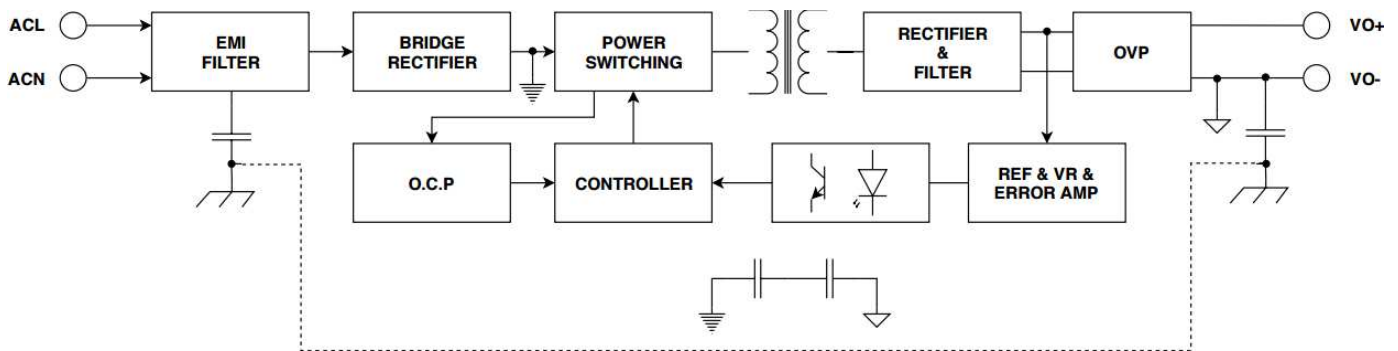 ACL
ACN
EMI
FILTER
BRIDGE
RECTIFIER
POWER
SWITCHING
RECTIFIER
&
FILTER
OVP
VO+
VO-
O.C.P
CONTROLLER
REF & VR &
ERROR AMP